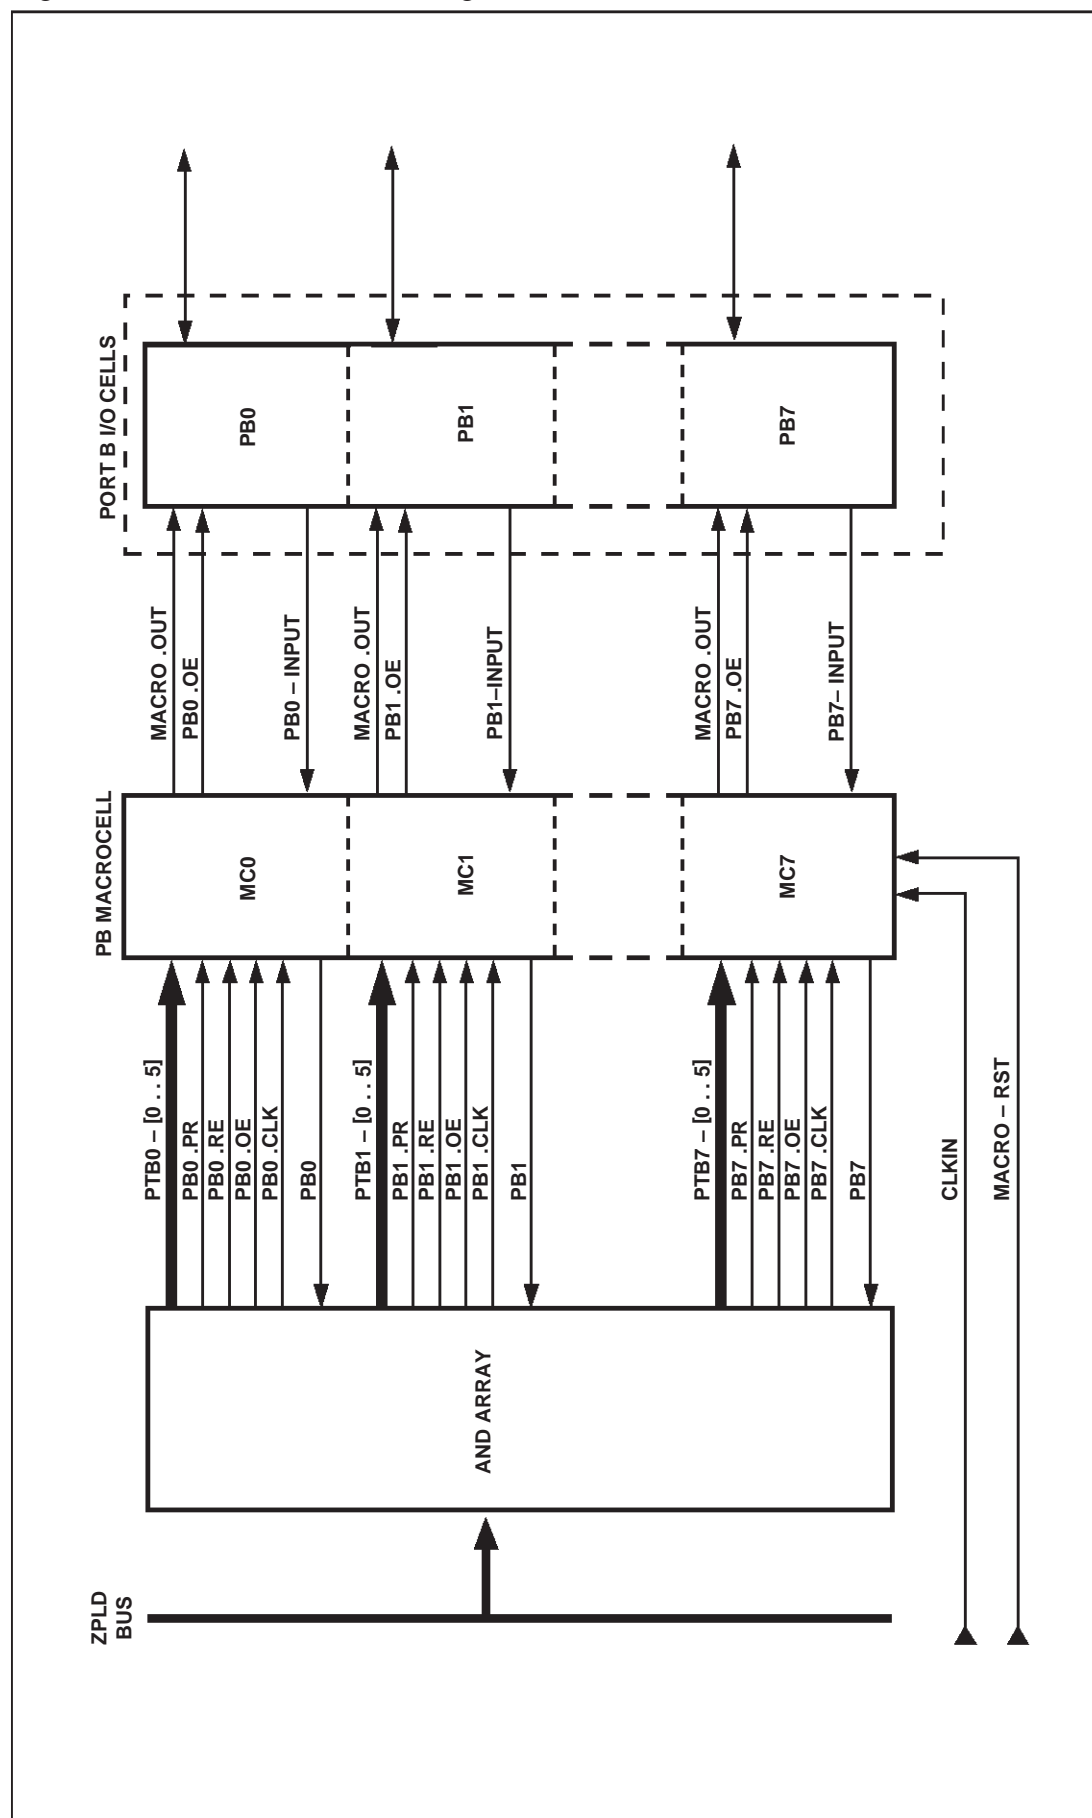 PORT B I/O CELLS
PB0
PB1
PB7
MACRO .OUT
PB0 .OE
PB0 – INPUT
MACRO .OUT
PB1 .OE
PB1–INPUT
MACRO .OUT
PB7 .OE
PB7– INPUT
PB MACROCELL
MC0
MC1
MC7
PTB0 – [0 . . 5]
PB0 .PR
PB0 .RE
PB0 .OE
PB0 .CLK
PB0
PTB1 – [0 . . 5]
PB1 .PR
PB1 .RE
PB1 .OE
PB1 .CLK
PB1
PTB7 – [0 . . 5]
PB7 .PR
PB7 .RE
PB7 .OE
PB7 .CLK
PB7
CLKIN
MACRO – RST
AND ARRAY
ZPLD
BUS